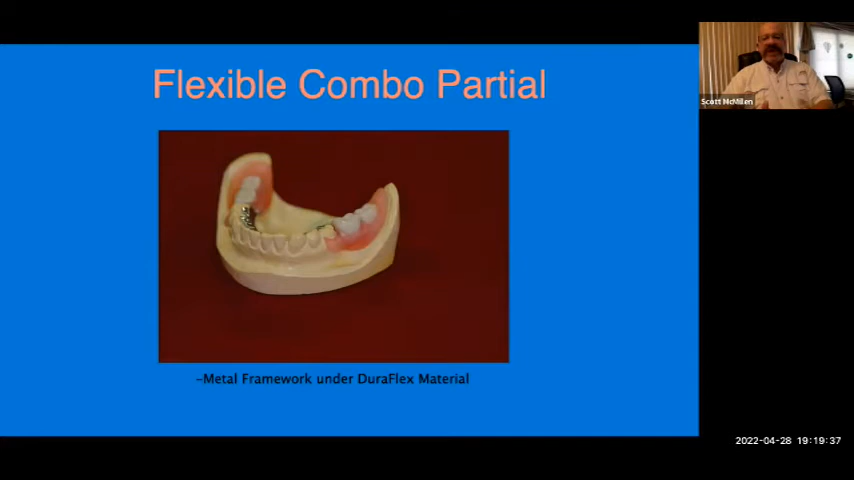 Flexible Combo Partial
Scott McMillen
-Metal Framework under DuraFlex Material
2022-04-28 19:19:37